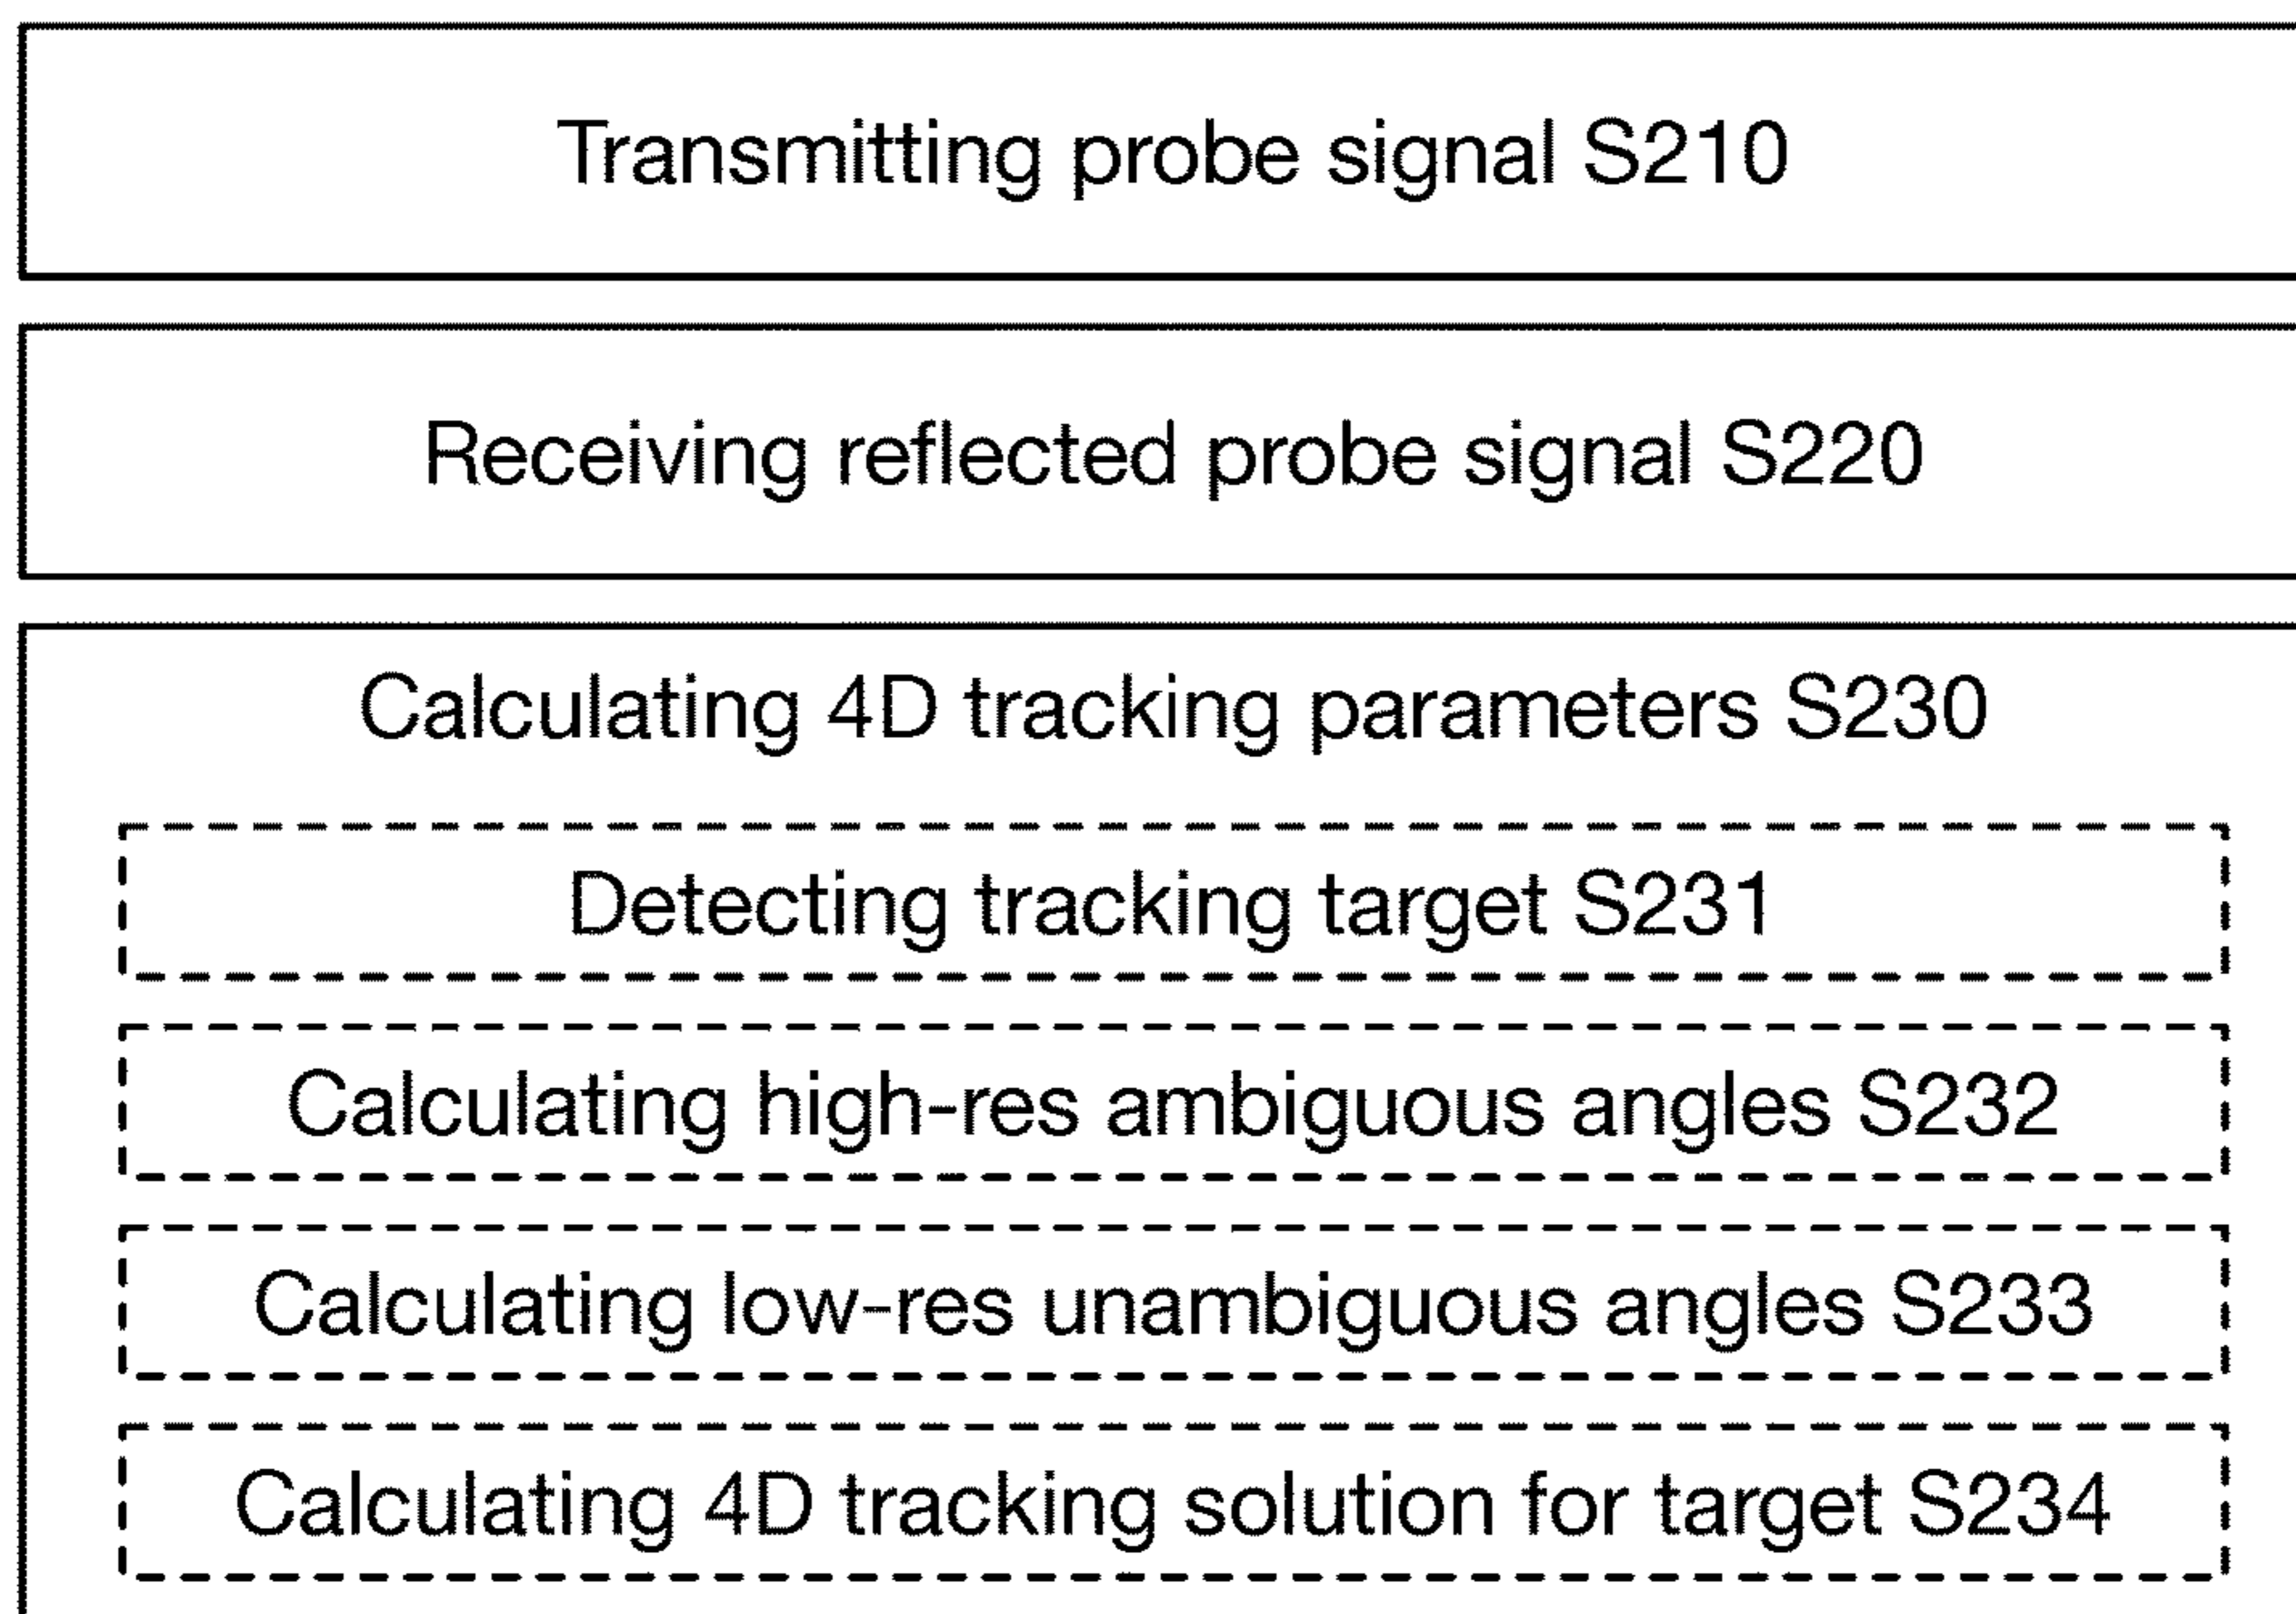 Transmitting probe signal S210
Receiving reflected probe signal S220
Calculating 4D tracking parameters S230
Detecting tracking target S231
Calculating high-res ambiguous angles S232
Calculating low-res unambiguous angles S233
Calculating 4D tracking solution for target S234